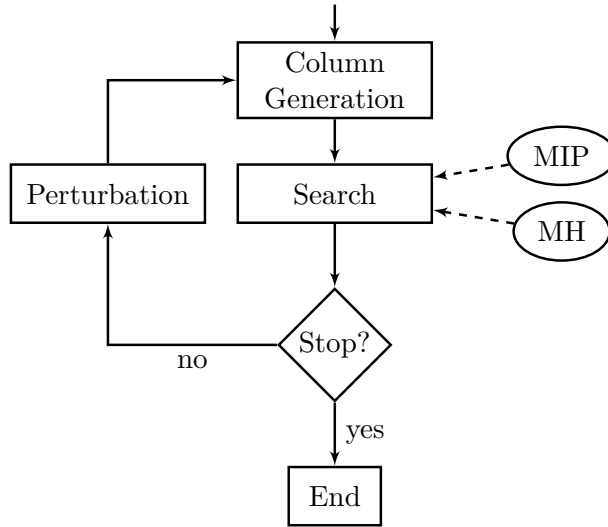 Column
Generation
MIP
Perturbation
Search
MH
Stop?
no
yes
End